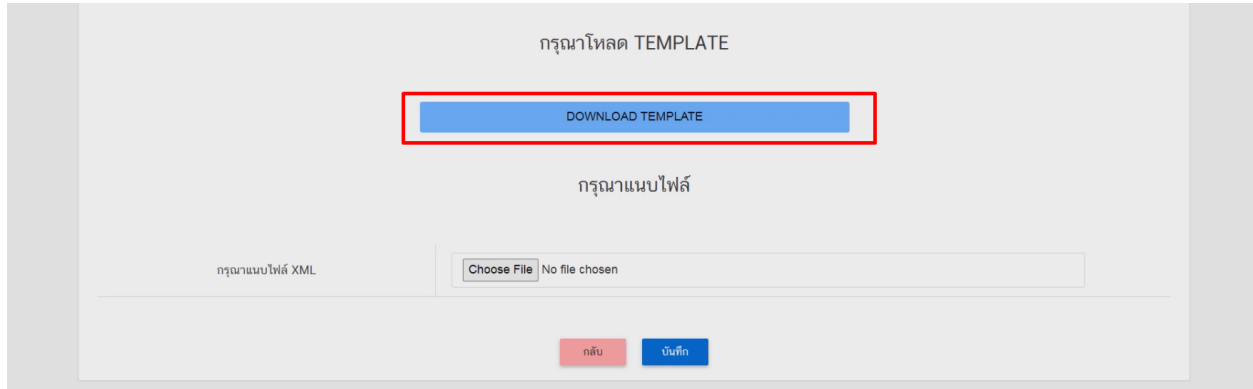 กรุณาโหลด TEMPLATE
DOWNLOAD TEMPLATE
กรุณาแนบไฟล์
กรุณาแนบไฟล์ XML
Choose File No file chosen
กลับ
บันทึก